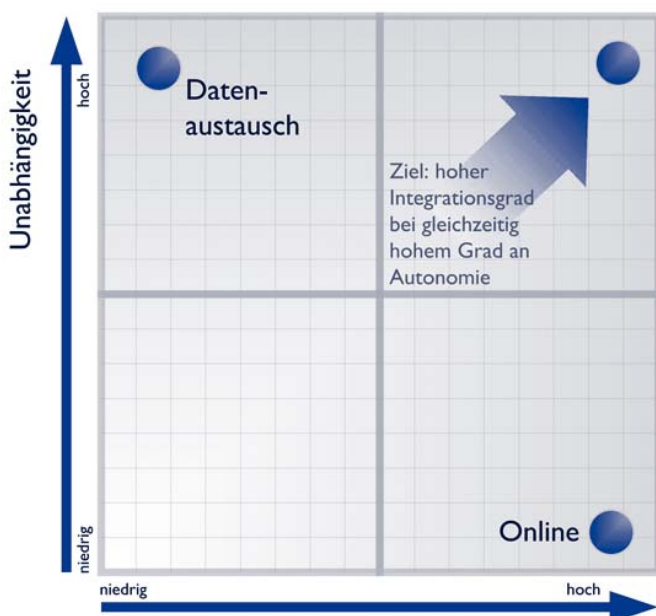 Unabhängigkeit
hoch
niedrig
Daten-
austausch
Ziel: hoher
Integrationsgrad
bei gleichzeitig
hohem Grad an
Autonomie
Online
niedrig
hoch